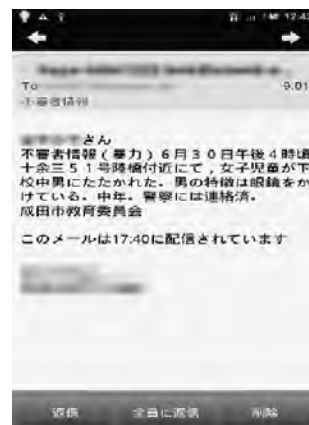 12:43
To
9:01
不審者情報
さん
不審者情報（暴力）６月３０日午後４時頃
十余三５１号陸橋付近にて，女子児童が下
校中男にたたかれた。男の特徴は眼鏡をか
けている。中年。警察には連絡済。
成田市教育委員会
このメールは17:40に配信されています
返信
全員に返信
削除